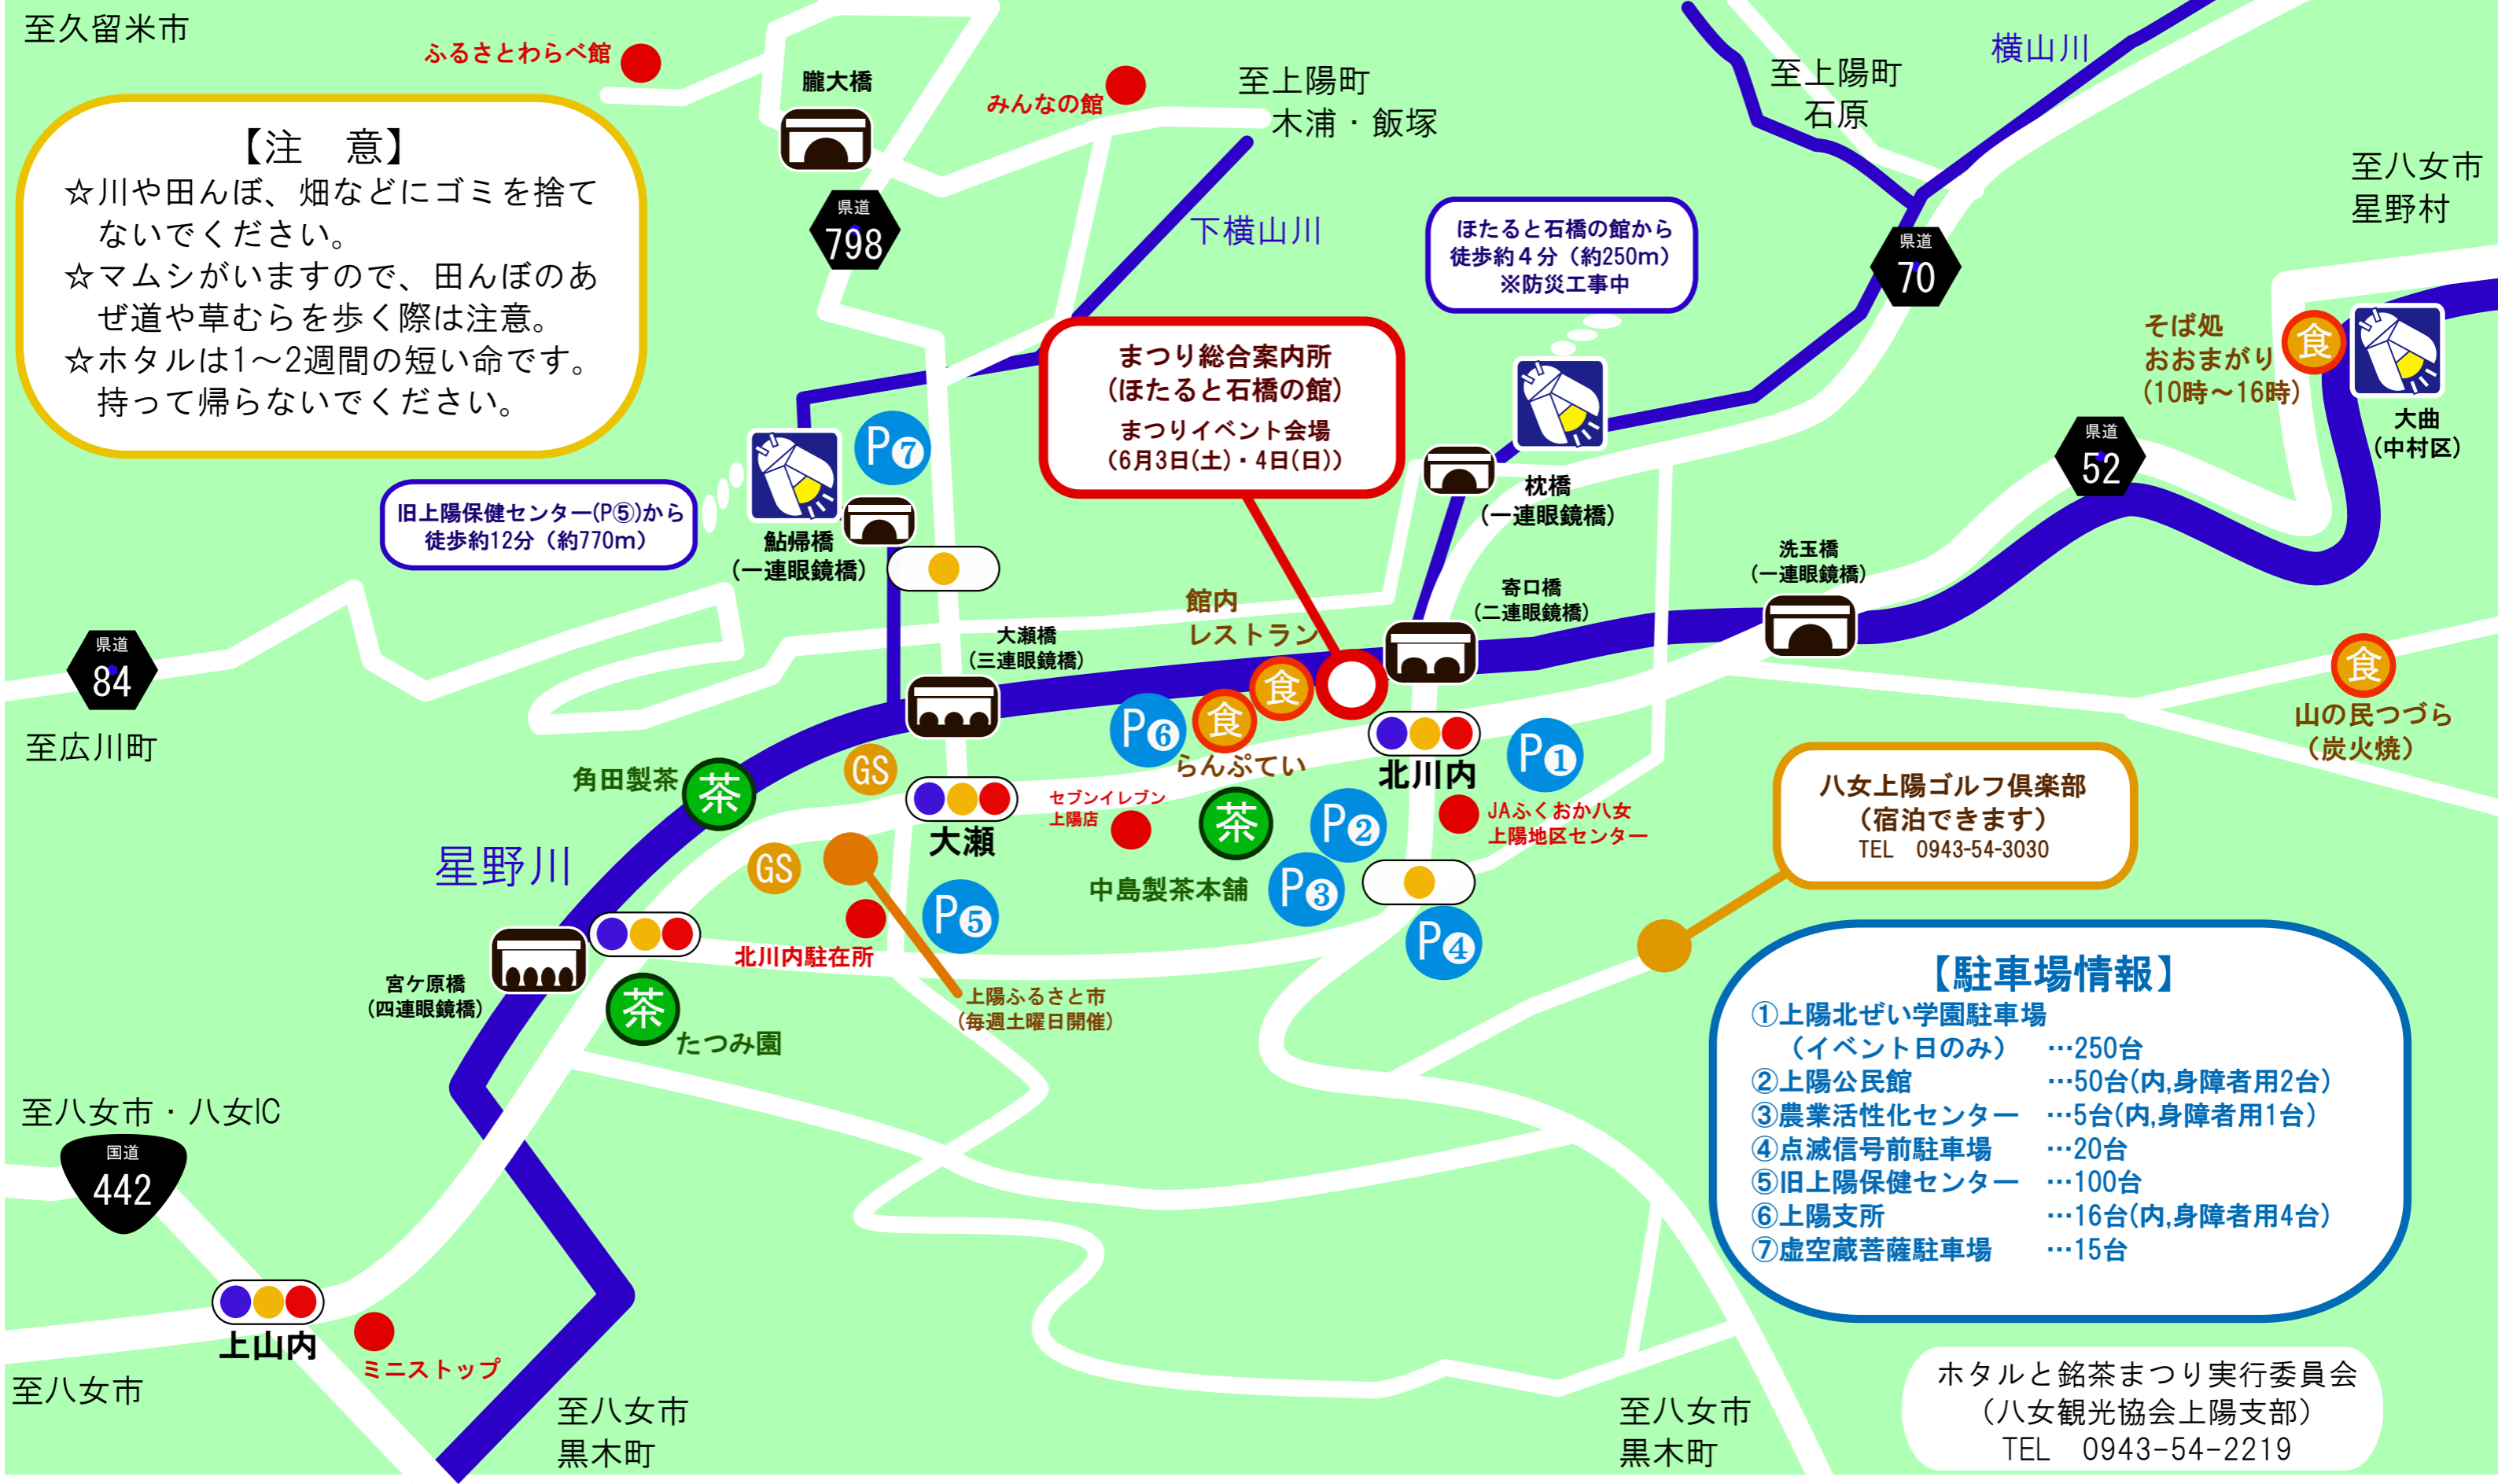 至久留米市
ふるさとわらべ館
朧大橋
みんなの館
至上陽町
木浦・飯塚
至上陽町
石原
横山川
至八女市
星野村
【注　意】
☆川や田んぼ、畑などにゴミを捨て
ないでください。
☆マムシがいますので、田んぼのあ
ぜ道や草むらを歩く際は注意。
☆ホタルは1～2週間の短い命です。
持って帰らないでください。
県道
798
下横山川
ほたると石橋の館から
徒歩約４分（約250m）
※防災工事中
県道
70
そば処
おおまがり
(10時～16時)
食
大曲
(中村区)
まつり総合案内所
(ほたると石橋の館)
まつりイベント会場
(6月3日(土)・4日(日))
P❼
旧上陽保健センター(P⑤)から
徒歩約12分（約770m）
鮎帰橋
(一連眼鏡橋)
枕橋
(一連眼鏡橋)
県道
52
洗玉橋
(一連眼鏡橋)
寄口橋
(二連眼鏡橋)
館内
レストラン
大瀬橋
(三連眼鏡橋)
県道
84
至広川町
食
食
らんぷてい
P❻
北川内
P❶
食
山の民つづら
（炭火焼）
角田製茶
茶
GS
大瀬
セブンイレブン
上陽店
茶
中島製茶本舗
P❷
JAふくおか八女
上陽地区センター
八女上陽ゴルフ倶楽部
（宿泊できます）
TEL　0943-54-3030
星野川
GS
P❺
P❸
P❹
北川内駐在所
宮ケ原橋
(四連眼鏡橋)
茶
たつみ園
上陽ふるさと市
(毎週土曜日開催)
【駐車場情報】
①上陽北ぜい学園駐車場
（イベント日のみ）　…250台
②上陽公民館　…50台(内,身障者用2台)
③農業活性化センター　…5台(内,身障者用1台)
④点滅信号前駐車場　…20台
⑤旧上陽保健センター　…100台
⑥上陽支所　…16台(内,身障者用4台)
⑦虚空蔵菩薩駐車場　…15台
至八女市・八女IC
国道
442
上山内
ミニストップ
至八女市
至八女市
黒木町
至八女市
黒木町
ホタルと銘茶まつり実行委員会
（八女観光協会上陽支部）
TEL　0943-54-2219